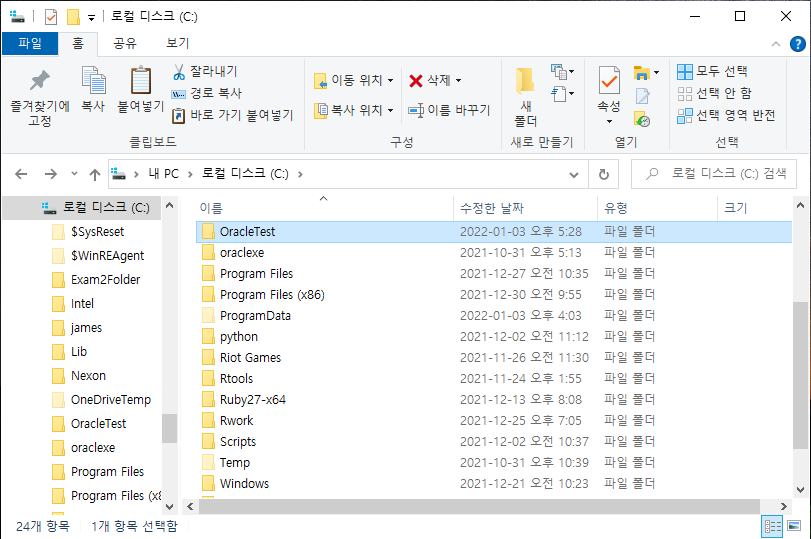 로컬 디스크 (C:)
파일 홈 공유 보기
즐겨찾기에 고정
복사
붙여넣기
잘라내기
경로 복사
바로 가기 붙여넣기
클립보드
이동 위치
복사 위치
삭제
이름 바꾸기
구성
새 폴더
새로 만들기
속성
열기
모두 선택
선택 안 함
선택 영역 반전
선택
내 PC > 로컬 디스크 (C:) >
로컬 디스크 (C:) 검색
로컬 디스크 (C:)
$SysReset
$WinREAgent
Exam2Folder
Intel
james
Lib
Nexon
OneDriveTemp
OracleTest
oraclexe
Program Files
Program Files (x8
이름 수정한 날짜 유형 크기
OracleTest 2022-01-03 오후 5:28 파일 폴더
oraclexe 2021-10-31 오후 5:13 파일 폴더
Program Files 2021-12-27 오전 10:35 파일 폴더
Program Files (x86) 2021-12-30 오전 9:55 파일 폴더
ProgramData 2022-01-03 오후 4:03 파일 폴더
python 2021-12-02 오전 11:12 파일 폴더
Riot Games 2021-11-26 오전 11:30 파일 폴더
Rtools 2021-11-24 오후 1:55 파일 폴더
Ruby27-x64 2021-12-13 오후 8:08 파일 폴더
Rwork 2021-12-25 오후 7:05 파일 폴더
Scripts 2021-12-02 오전 10:37 파일 폴더
Temp 2021-10-31 오후 10:39 파일 폴더
Windows 2021-12-21 오전 10:23 파일 폴더
24개 항목 1개 항목 선택함